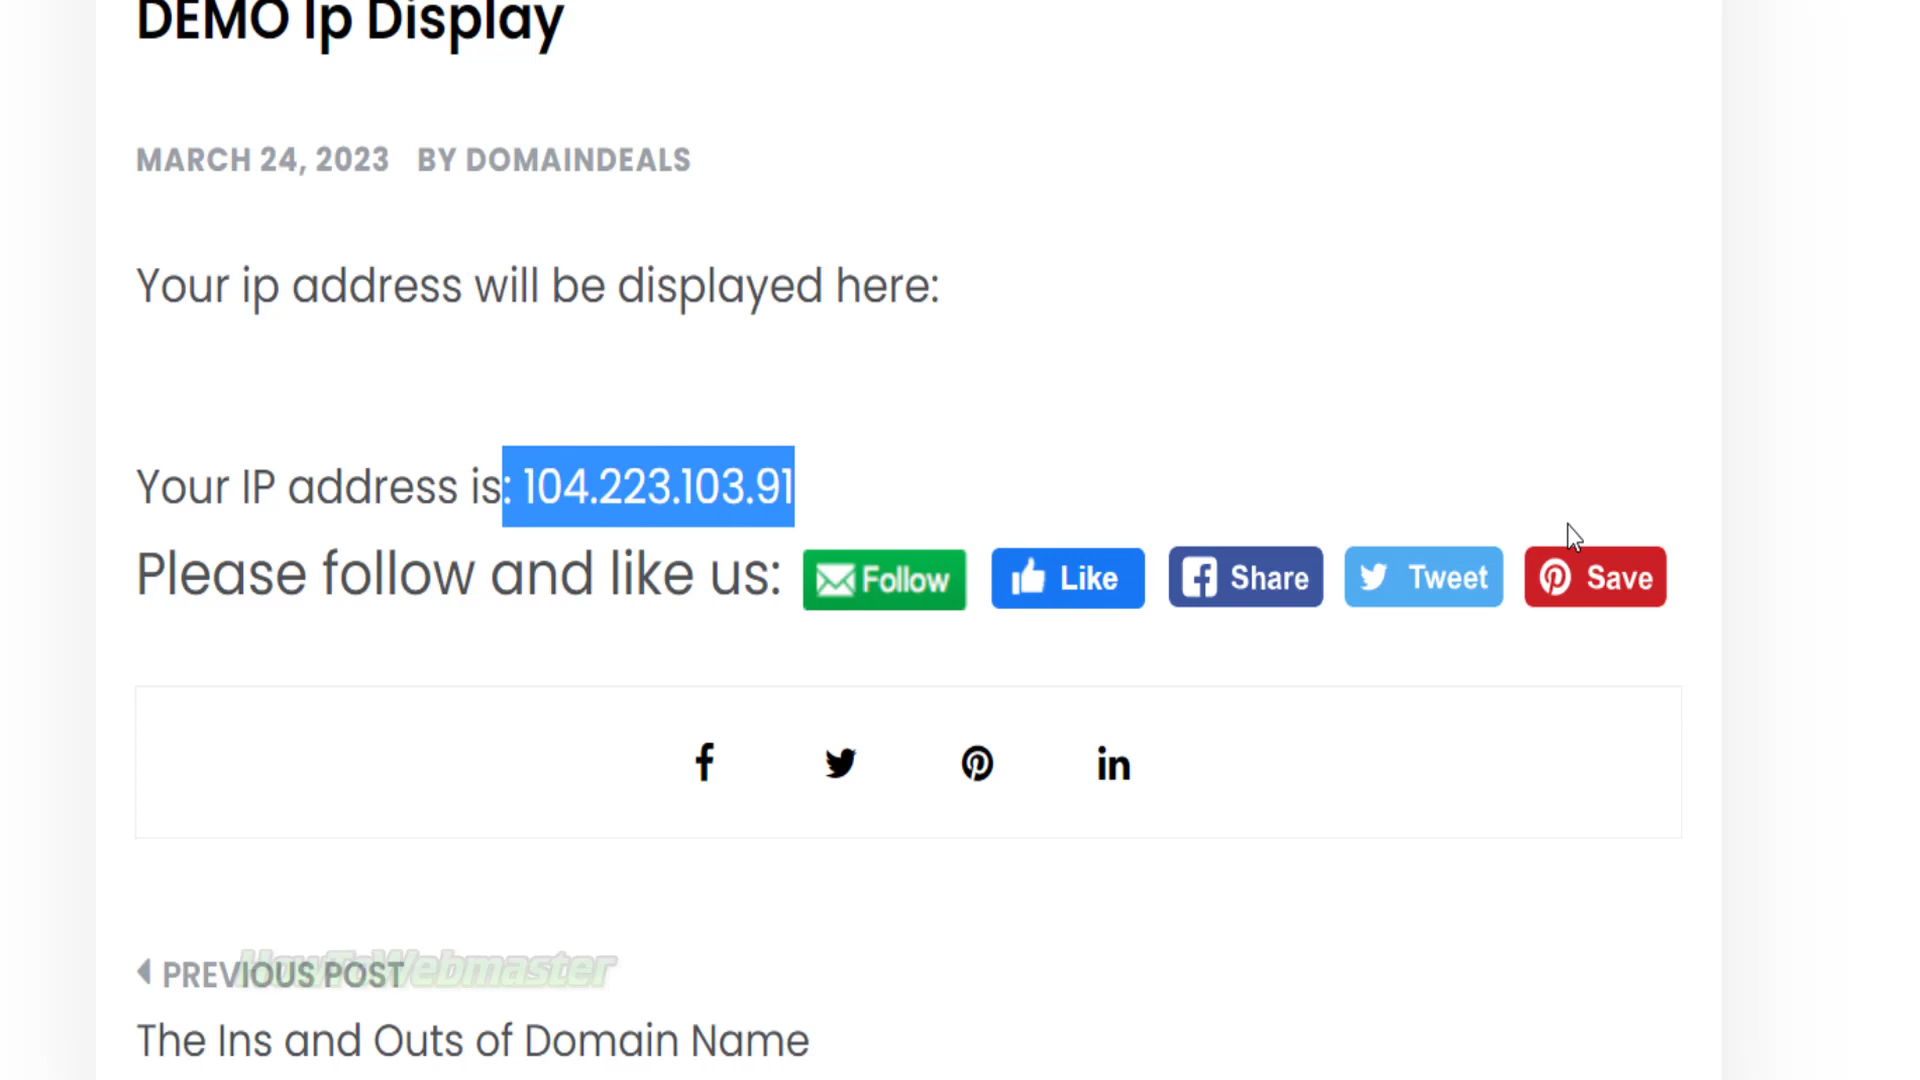 DEMO Ip Display
MARCH 24, 2023 BY DOMAINDEALS
Your ip address will be displayed here:
Your IP address is: 104.223.103.91
Please follow and like us: Follow Like Share Tweet Save
PREVIOUS POST
HowToWebmaster
The Ins and Outs of Domain Name